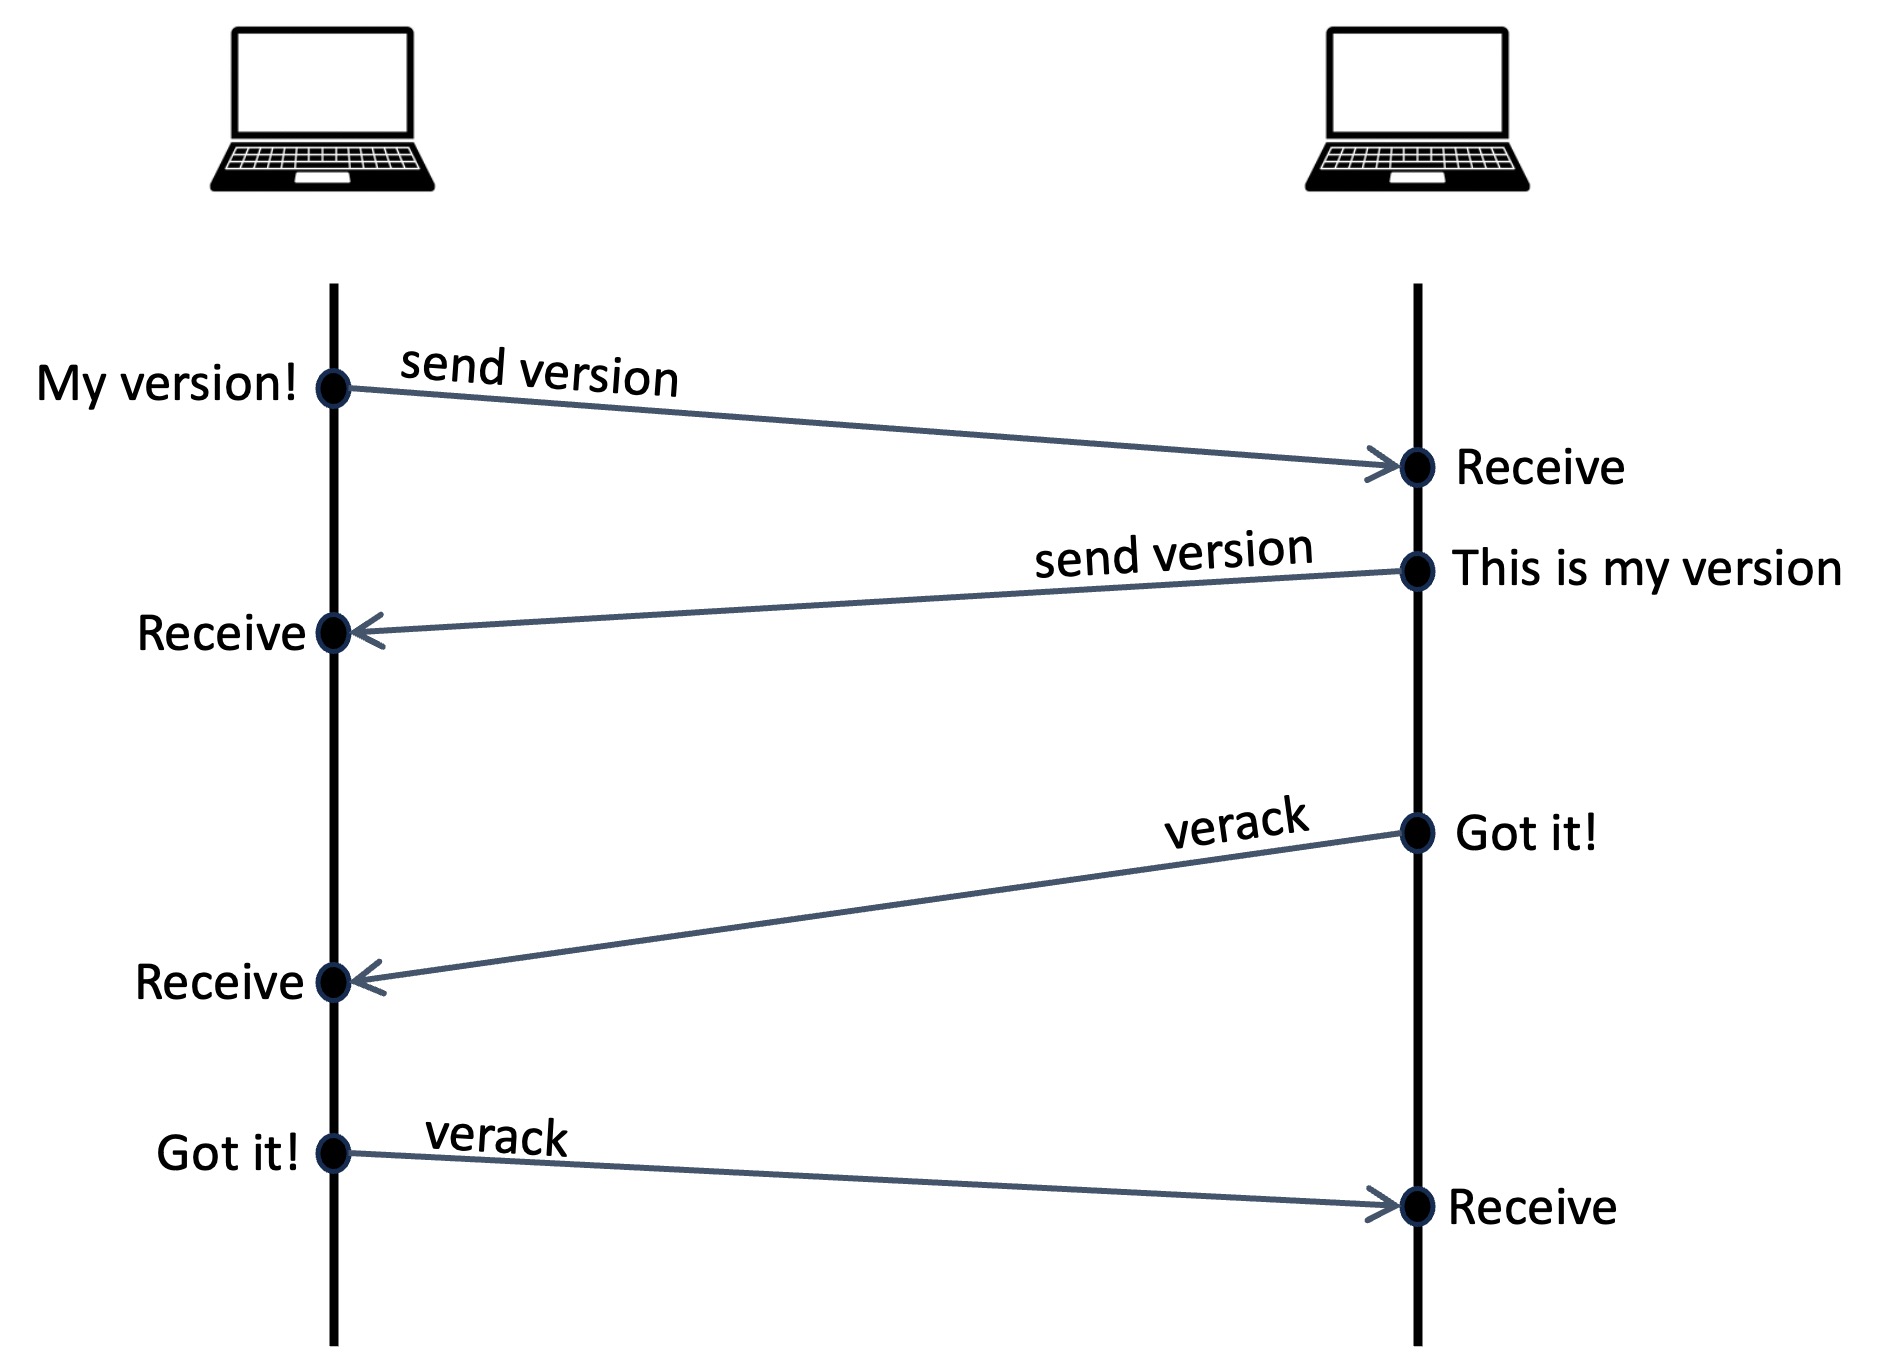 My version!
send version
Receive
send version
This is my version
Receive
verack
Got it!
Receive
Got it!
verack
Receive